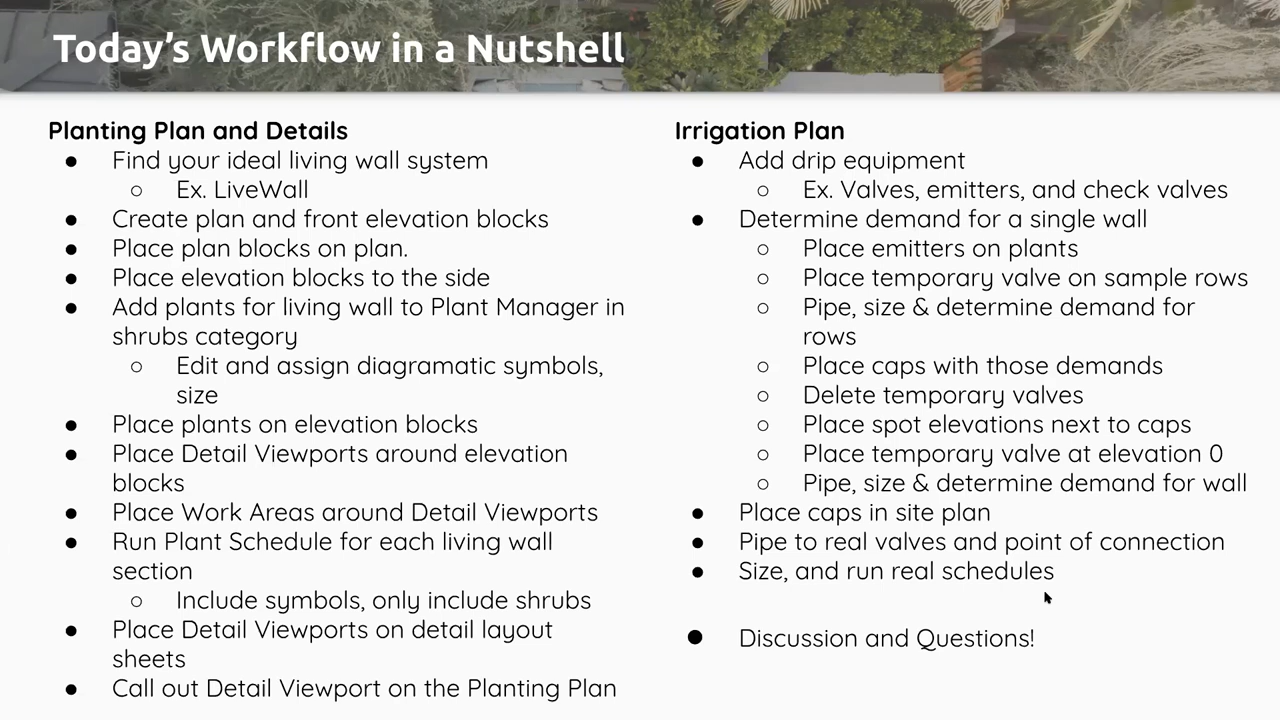 Today's Workflow in a Nutshell
Planting Plan and Details
● Find your ideal living wall system
○ Ex. LiveWall
● Create plan and front elevation blocks
● Place plan blocks on plan.
● Place elevation blocks to the side
● Add plants for living wall to Plant Manager in
shrubs category
○ Edit and assign diagramatic symbols,
size
● Place plants on elevation blocks
● Place Detail Viewports around elevation
blocks
● Place Work Areas around Detail Viewports
● Run Plant Schedule for each living wall
section
○ Include symbols, only include shrubs
● Place Detail Viewports on detail layout
sheets
● Call out Detail Viewport on the Planting Plan
Irrigation Plan
● Add drip equipment
○ Ex. Valves, emitters, and check valves
● Determine demand for a single wall
○ Place emitters on plants
○ Place temporary valve on sample rows
○ Pipe, size & determine demand for
rows
○ Place caps with those demands
○ Delete temporary valves
○ Place spot elevations next to caps
○ Place temporary valve at elevation 0
○ Pipe, size & determine demand for wall
● Place caps in site plan
● Pipe to real valves and point of connection
● Size, and run real schedules
● Discussion and Questions!